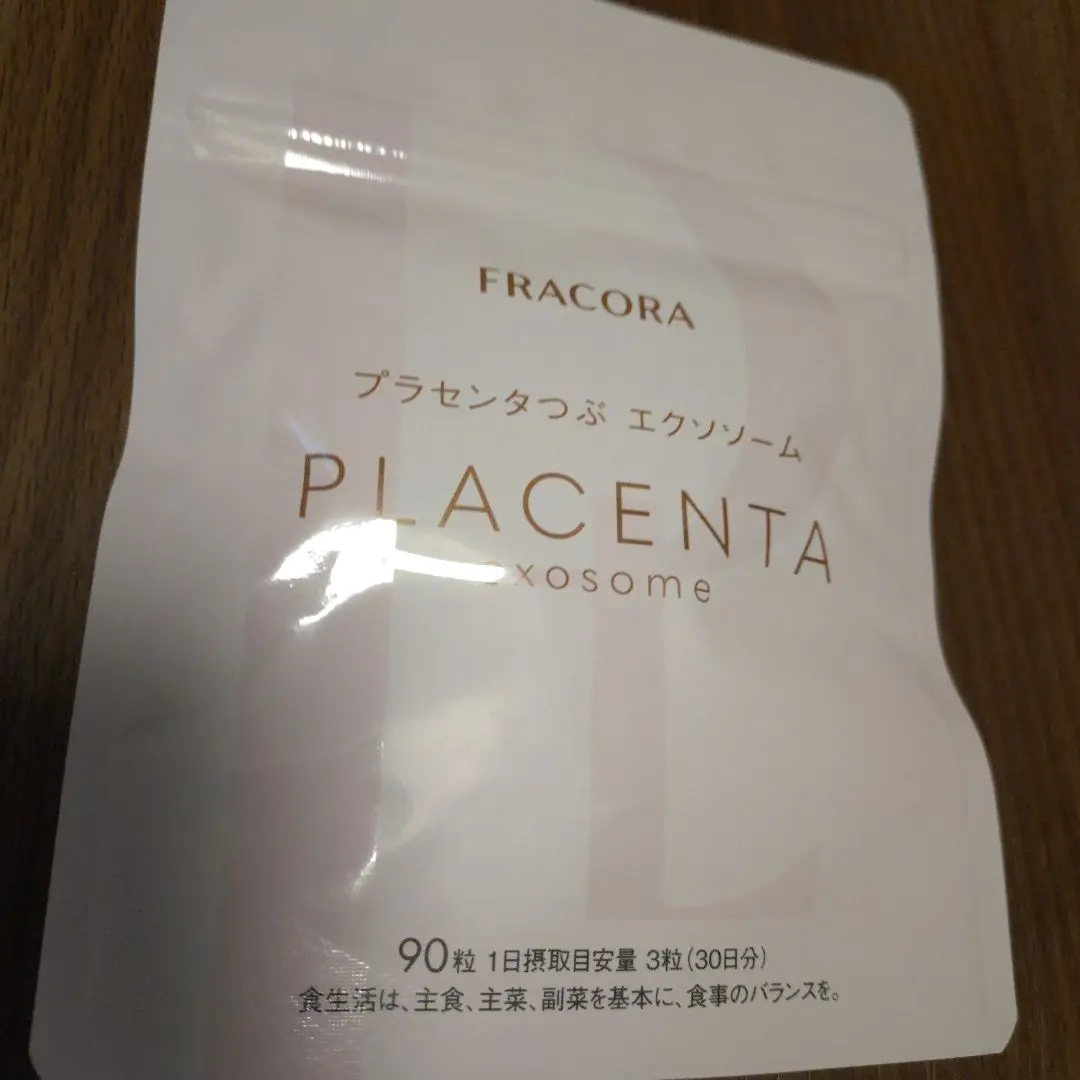 FRACORA
プラセンタつぶ エクソソーム
PLACENTA
exosome
90粒 1日摂取目安量 3粒(30日分)
食生活は、主食、主菜、副菜を基本に、食事のバランスを。